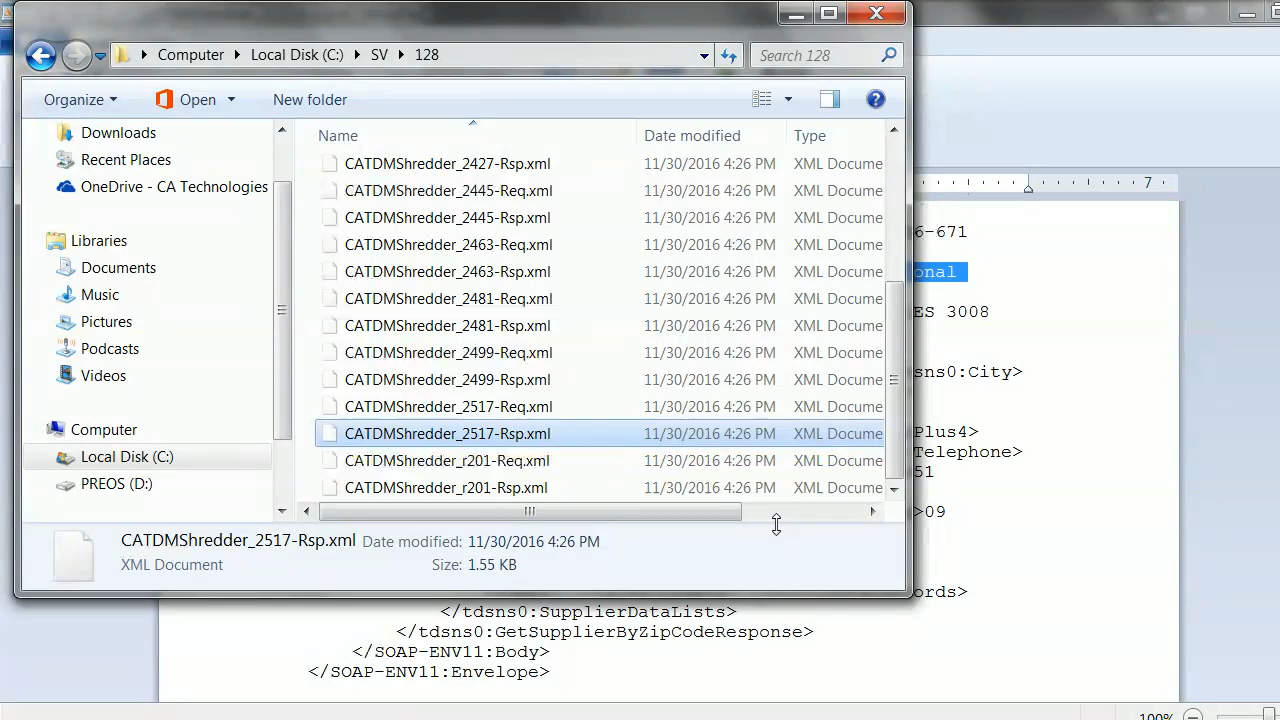 Computer Local Disk (C:) SV 128
Search 128
Organize Open New folder
Downloads
Recent Places
OneDrive - CA Technologies
Libraries
Documents
Music
Pictures
Podcasts
Videos
Computer
Local Disk (C:)
PREOS (D:)
Name Date modified Type
CATDMShredder_2427-Rsp.xml 11/30/2016 4:26 PM XML Docume
CATDMShredder_2445-Req.xml 11/30/2016 4:26 PM XML Docume
CATDMShredder_2445-Rsp.xml 11/30/2016 4:26 PM XML Docume
CATDMShredder_2463-Req.xml 11/30/2016 4:26 PM XML Docume
CATDMShredder_2463-Rsp.xml 11/30/2016 4:26 PM XML Docume
CATDMShredder_2481-Req.xml 11/30/2016 4:26 PM XML Docume
CATDMShredder_2481-Rsp.xml 11/30/2016 4:26 PM XML Docume
CATDMShredder_2499-Req.xml 11/30/2016 4:26 PM XML Docume
CATDMShredder_2499-Rsp.xml 11/30/2016 4:26 PM XML Docume
CATDMShredder_2517-Req.xml 11/30/2016 4:26 PM XML Docume
CATDMShredder_2517-Rsp.xml 11/30/2016 4:26 PM XML Docume
CATDMShredder_r201-Req.xml 11/30/2016 4:26 PM XML Docume
CATDMShredder_r201-Rsp.xml 11/30/2016 4:26 PM XML Docume
CATDMShredder_2517-Rsp.xml Date modified: 11/30/2016 4:26 PM
XML Document Size: 1.55 KB
7
6-671
onal
ES 3008
sns0:City>
Plus4>
Telephone>
51
>09
ords>
</tdsns0:SupplierDataLists>
</tdsns0:GetSupplierByZipCodeResponse>
</SOAP-ENV11:Body>
</SOAP-ENV11:Envelope>
100%